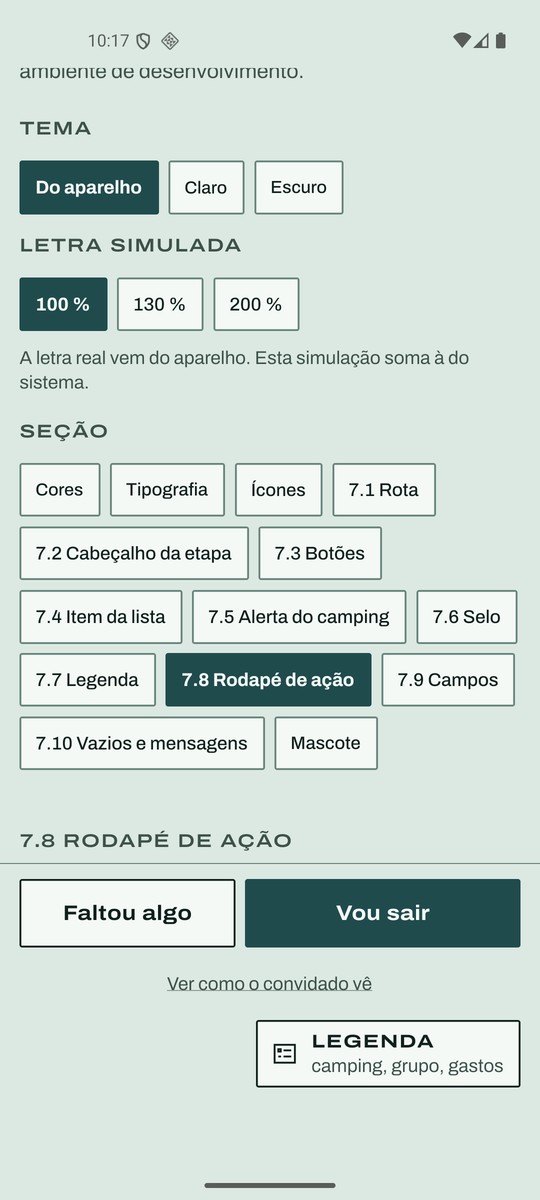 10:17
ambiente de desenvolvimento.
TEMA
Do aparelho
Claro
Escuro
LETRA SIMULADA
100 %
130 %
200 %
A letra real vem do aparelho. Esta simulação soma à do
sistema.
SEÇÃO
Cores
Tipografia
Ícones
7.1 Rota
7.2 Cabeçalho da etapa
7.3 Botões
7.4 Item da lista
7.5 Alerta do camping
7.6 Selo
7.7 Legenda
7.8 Rodapé de ação
7.9 Campos
7.10 Vazios e mensagens
Mascote
7.8 RODAPÉ DE AÇÃO
Faltou algo
Vou sair
Ver como o convidado vê
LEGENDA
camping, grupo, gastos